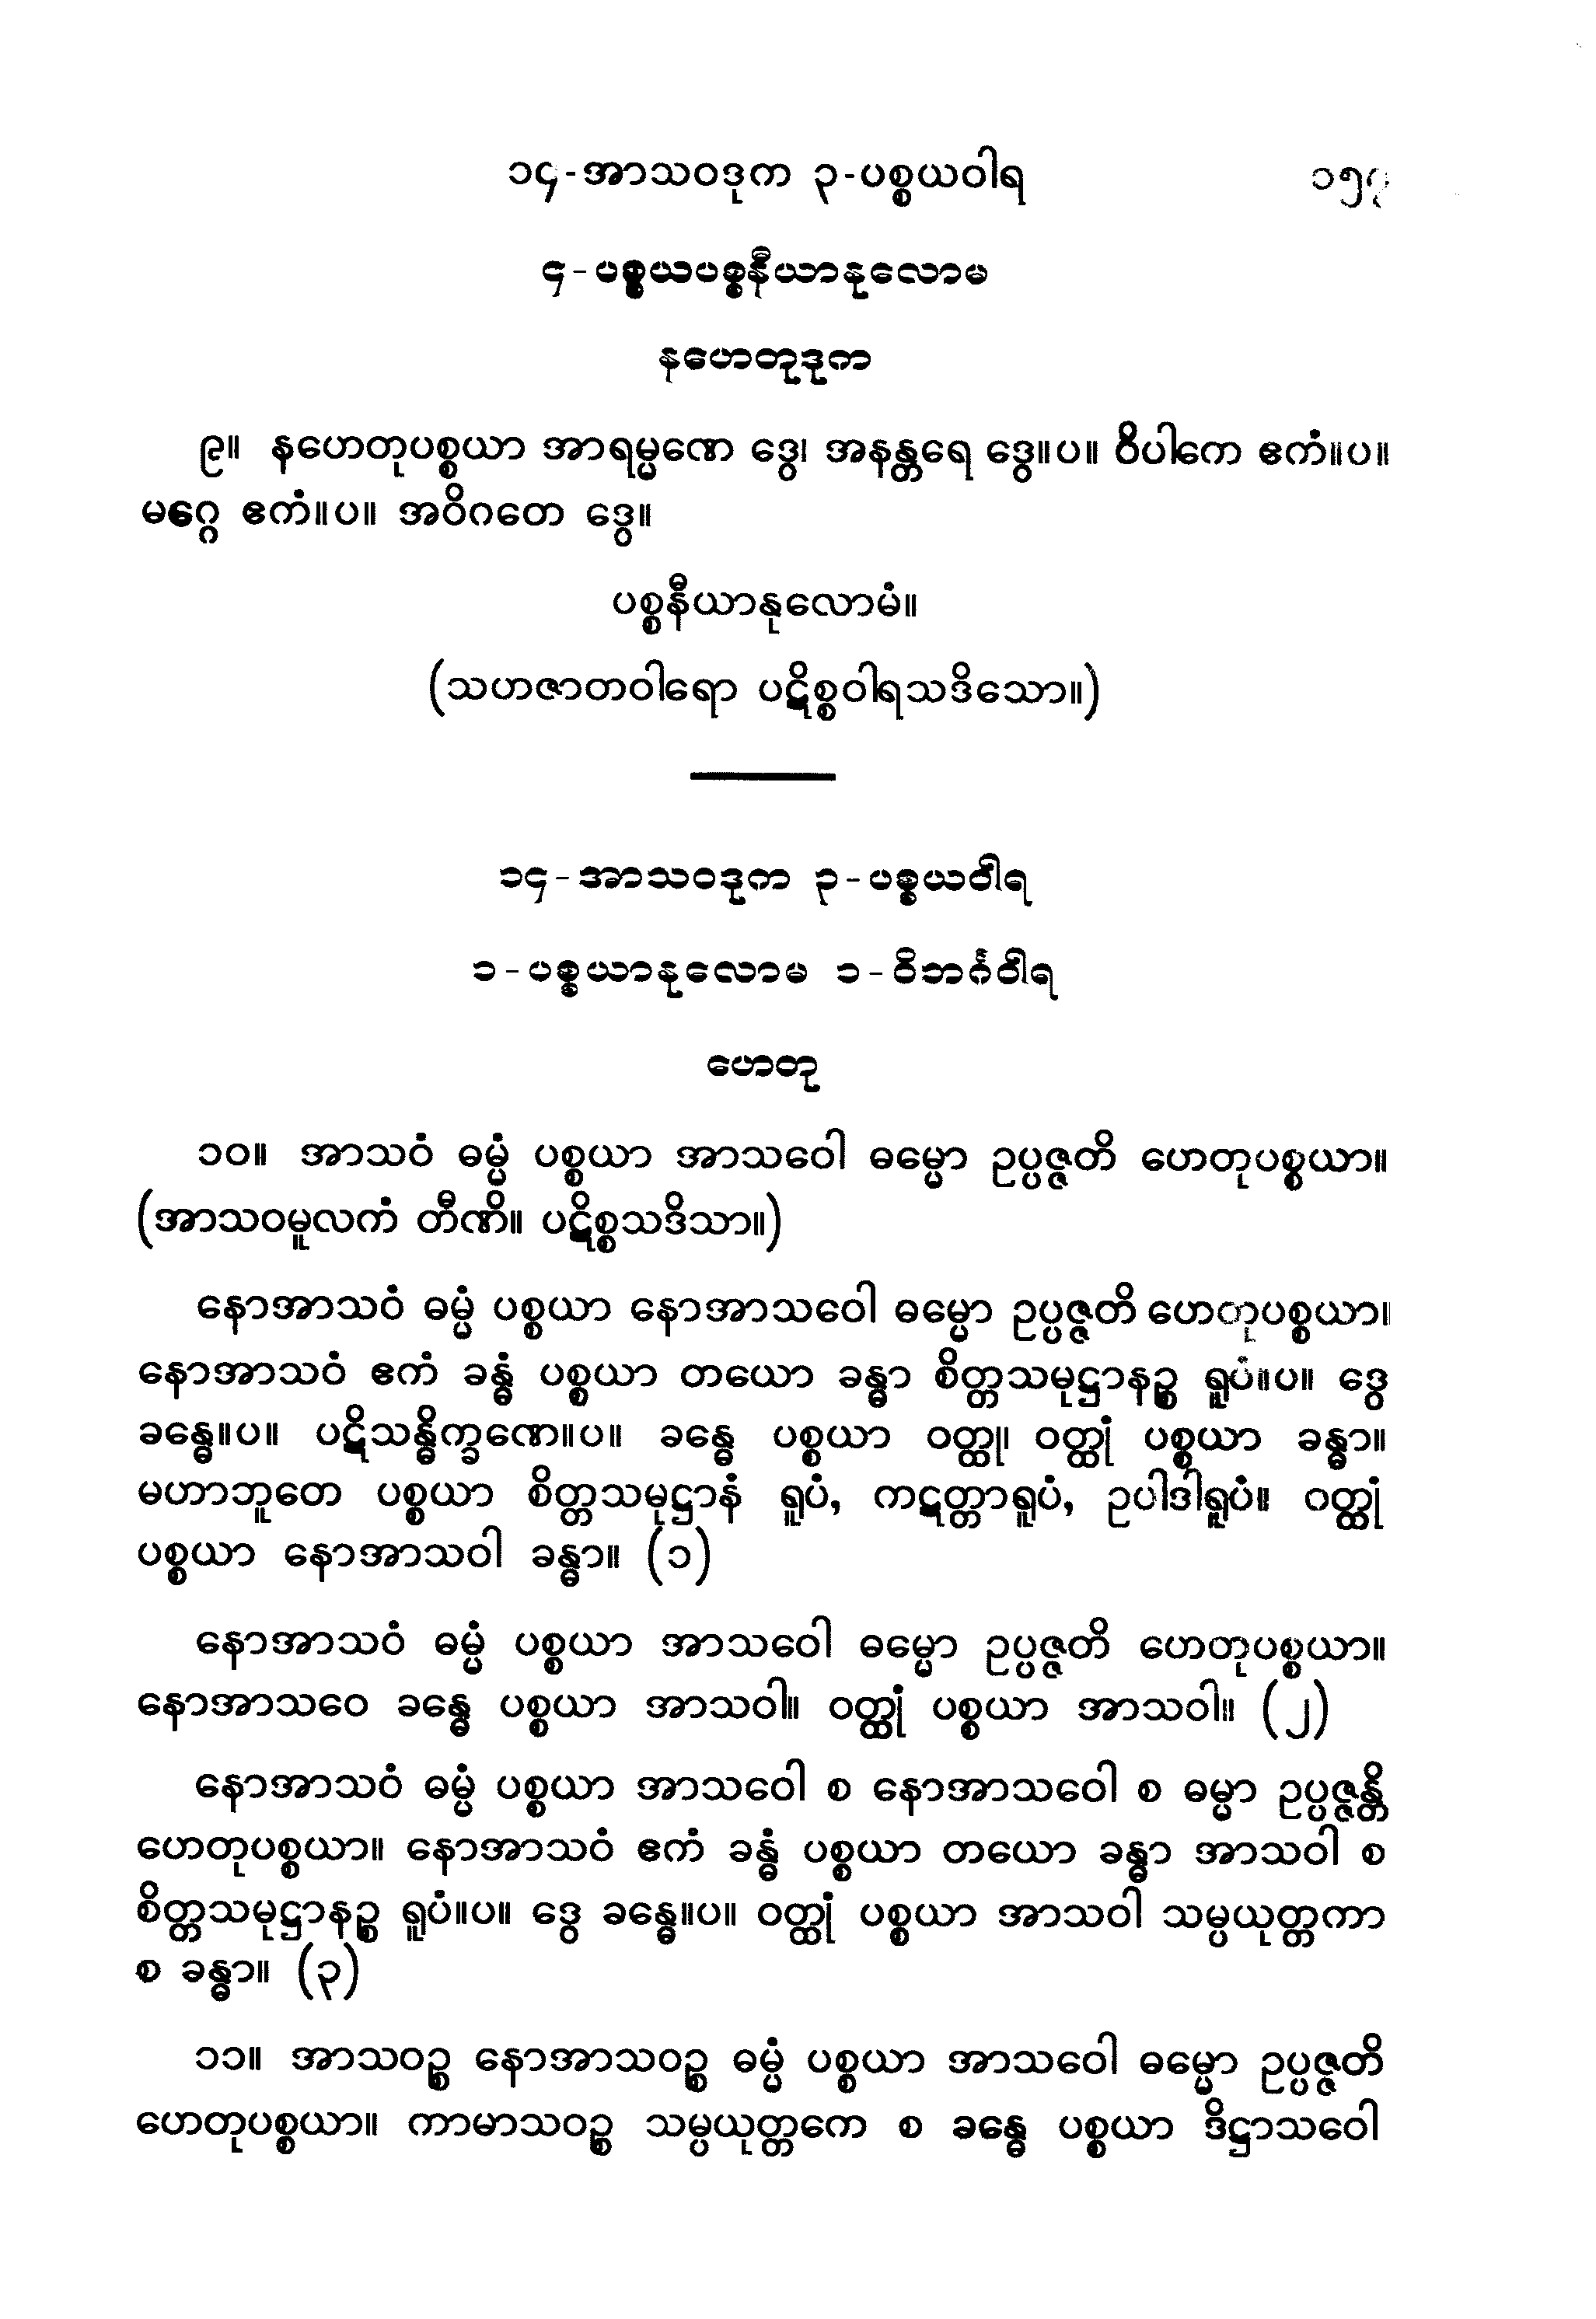 ၁၄-အာသဝဒုက ၃-ပစ္စယဝါရ
၄-ပစ္စယပစ္စနီယာနုလောမ
နဟေတုဒုက
၉။ နဟေတုပစ္စယာ အာရမ္မဏေ ဒွေ၊ အနန္တရေ ဒွေ။ပ။ ဝိပါကေ ဧကံ။ပ။
မဂ္ဂေ ဧကံ။ပ။ အဝိဂတေ ဒွေ။
ပစ္စနီယာနုလောမံ။
(သဟဇာတဝါရော ပဋိစ္စဝါရသဒိသော။)
၁၄-အာသဝဒုက ၃-ပစ္စယဝါရ
၁-ပစ္စယာနုလောမ ၁-ဝိဘင်္ဂဝါရ
ဟေတု
၁၀။ အာသဝံ ဓမ္မံ ပစ္စယာ အာသဝေါ ဓမ္မော ဥပ္ပဇ္ဇတိ ဟေတုပစ္စယာ။
(အာသဝမူလကံ တီဏိ။ ပဋိစ္စသဒိသာ။)
နောအာသဝံ ဓမ္မံ ပစ္စယာ နောအာသဝေါ ဓမ္မော ဥပ္ပဇ္ဇတိ ဟေတုပစ္စယာ။
နောအာသဝံ ဧကံ ခန္ဓံ ပစ္စယာ တယော ခန္ဓာ စိတ္တသမုဋ္ဌာနဉ္စ ရူပံ။ပ။ ဒွေ
ခန္ဓေ။ပ။ ပဋိသန္ဓိက္ခဏေ။ပ။ ခန္ဓေ ပစ္စယာ ဝတ္ထု၊ ဝတ္ထုံ ပစ္စယာ ခန္ဓာ။
မဟာဘူတေ ပစ္စယာ စိတ္တသမုဋ္ဌာနံ ရူပံ, ကဋတ္တာရူပံ, ဥပါဒါရူပံ။ ဝတ္ထုံ
ပစ္စယာ နောအာသဝါ ခန္ဓာ။ (၁)
နောအာသဝံ ဓမ္မံ ပစ္စယာ အာသဝေါ ဓမ္မော ဥပ္ပဇ္ဇတိ ဟေတုပစ္စယာ။
နောအာသဝေ ခန္ဓေ ပစ္စယာ အာသဝါ။ ဝတ္ထုံ ပစ္စယာ အာသဝါ။ (၂)
နောအာသဝံ ဓမ္မံ ပစ္စယာ အာသဝေါ စ နောအာသဝေါ စ ဓမ္မာ ဥပ္ပဇ္ဇန္တိ
ဟေတုပစ္စယာ။ နောအာသဝံ ဧကံ ခန္ဓံ ပစ္စယာ တယော ခန္ဓာ အာသဝါ စ
စိတ္တသမုဋ္ဌာနဉ္စ ရူပံ။ပ။ ဒွေ ခန္ဓေ။ပ။ ဝတ္ထုံ ပစ္စယာ အာသဝါ သမ္ပယုတ္တကာ
စ ခန္ဓာ။ (၃)
၁၁။ အာသဝဉ္စ နောအာသဝဉ္စ ဓမ္မံ ပစ္စယာ အာသဝေါ ဓမ္မော ဥပ္ပဇ္ဇတိ
ဟေတုပစ္စယာ။ ကာမာသဝဉ္စ သမ္ပယုတ္တကေ စ ခန္ဓေ ပစ္စယာ ဒိဋ္ဌာသဝေါ